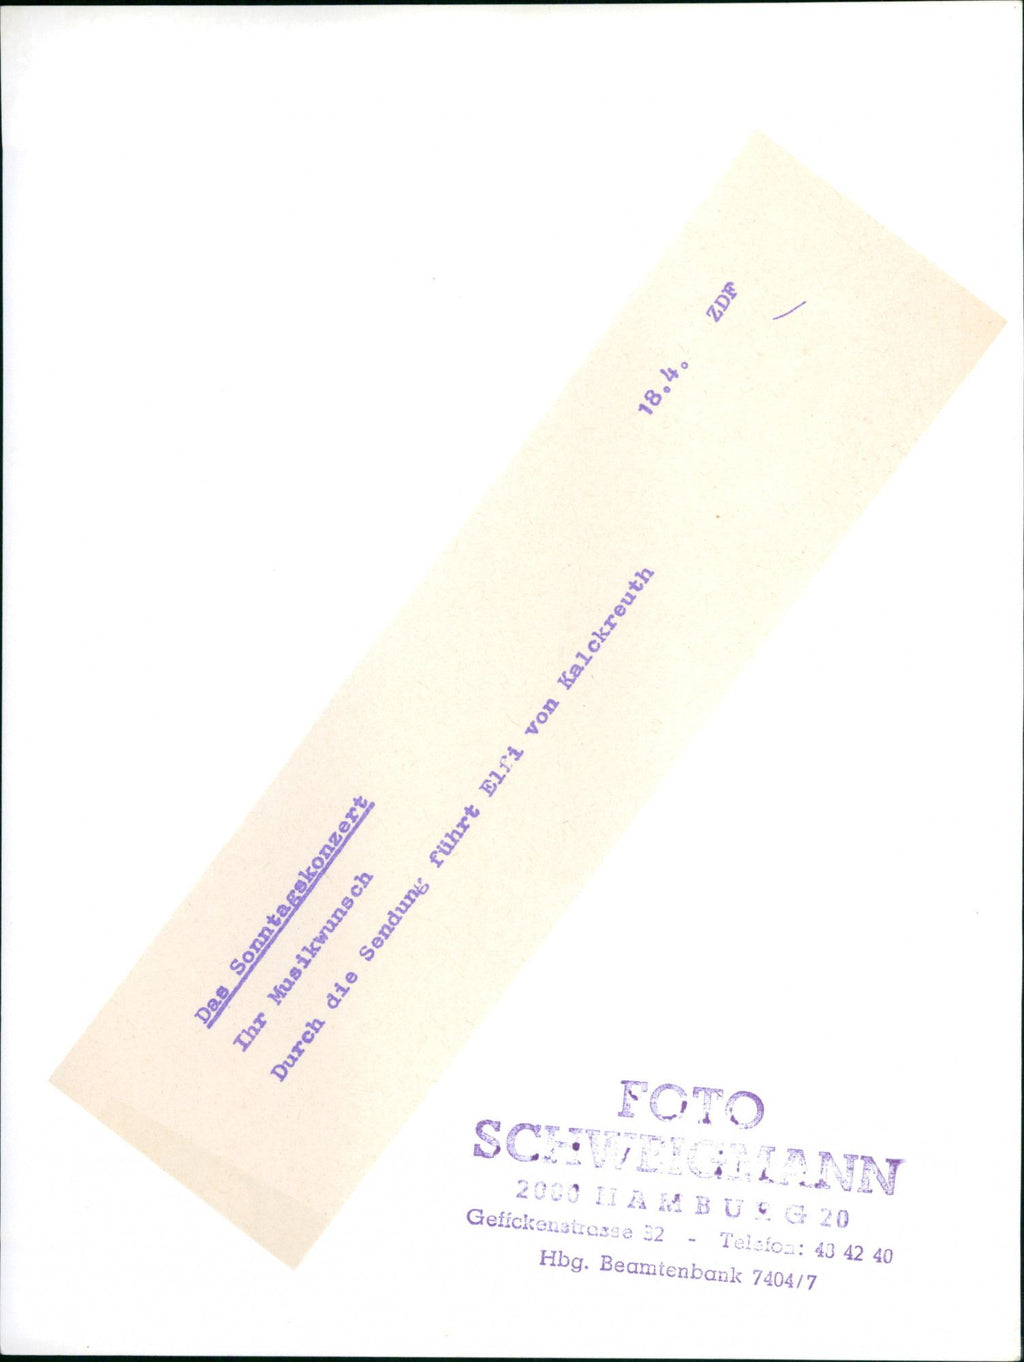 18.4. ZDF
Das Sonntagskonzert
Ihr Musikwunsch
Durch die Sendung führt Elfi von Kalckreuth
FOTO
SCHWEIGMANN
2000 HAMBURG 20
Geffckenstrasse 32 - Telefon: 48 42 40
Hbg. Beamtenbank 7404/7